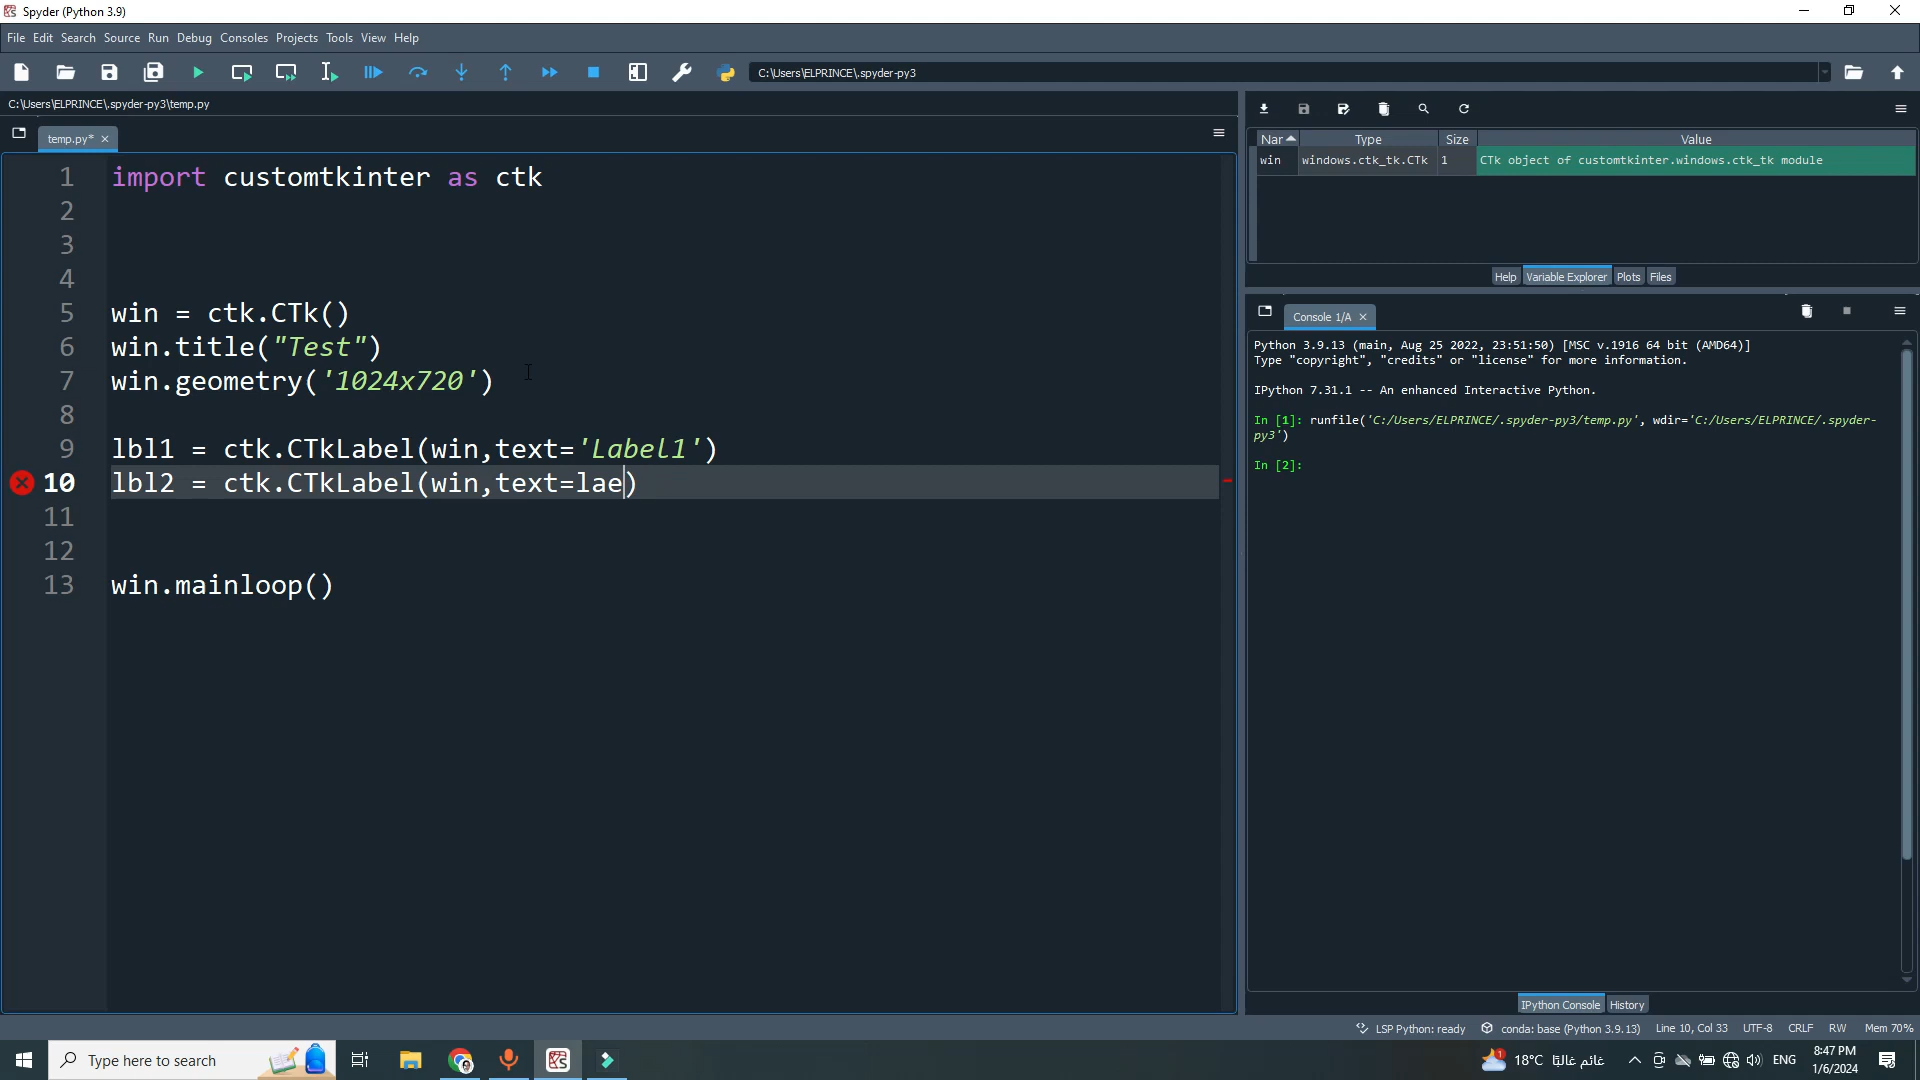 Spyder (Python 3.9)
File Edit Search Source Run Debug Consoles Projects Tools View Help
C:\Users\ELPRINCE\.spyder-py3
C:\Users\ELPRINCE\.spyder-py3\temp.py
temp.py*
1 import customtkinter as ctk
2
3
4
5 win = ctk.CTk()
6 win.title("Test")
7 win.geometry('1024x720')
8
9 lbl1 = ctk.CTkLabel(win,text='Label1')
10 lbl2 = ctk.CTkLabel(win,text=lae)
11
12
13 win.mainloop()
Nar Type Size Value
win windows.ctk_tk.CTk 1 CTk object of customtkinter.windows.ctk_tk module
Help Variable Explorer Plots Files
Console 1/A
Python 3.9.13 (main, Aug 25 2022, 23:51:50) [MSC v.1916 64 bit (AMD64)]
Type "copyright", "credits" or "license" for more information.
IPython 7.31.1 -- An enhanced Interactive Python.
In [1]: runfile('C:/Users/ELPRINCE/.spyder-py3/temp.py', wdir='C:/Users/ELPRINCE/.spyder-
py3')
In [2]:
IPython Console History
LSP Python: ready conda: base (Python 3.9.13) Line 10, Col 33 UTF-8 CRLF RW Mem 70%
Type here to search
1 18°C غائم غالبًا ENG
8:47 PM
1/6/2024